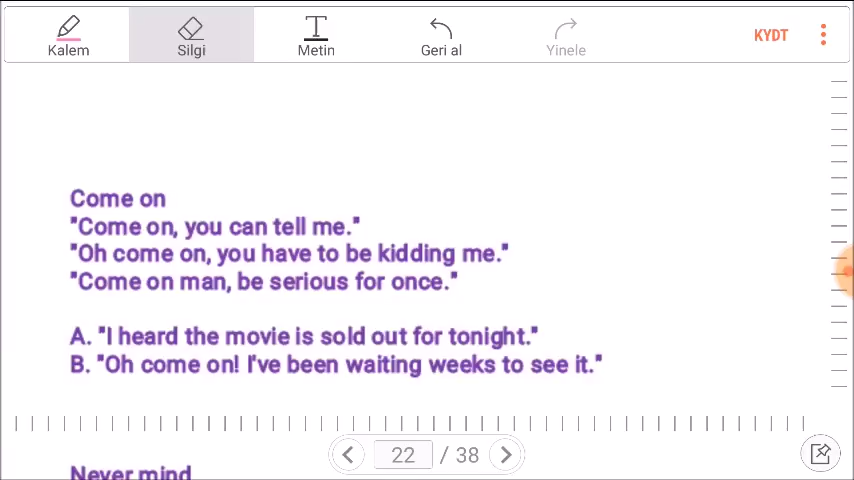 Kalem Silgi Metin Geri al Yinele KYDT
Come on
"Come on, you can tell me."
"Oh come on, you have to be kidding me."
"Come on man, be serious for once."
A. "I heard the movie is sold out for tonight."
B. "Oh come on! I've been waiting weeks to see it."
22 / 38
Never mind